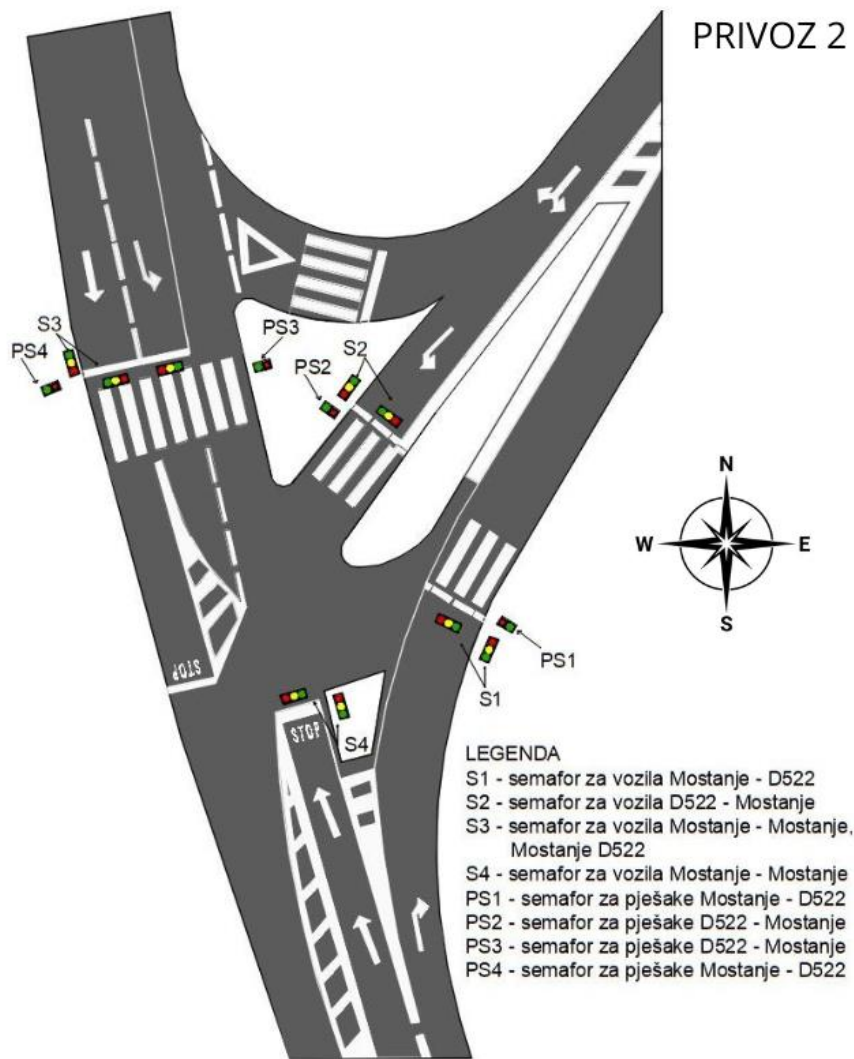 PRIVOZ 2
S3
PS4
PS3
PS2
S2
N
W
E
S
PS1
S1
STOP
S4
STOP
LEGENDA
S1 - semafor za vozila Mostanje - D522
S2 - semafor za vozila D522 - Mostanje
S3 - semafor za vozila Mostanje - Mostanje,
Mostanje D522
S4 - semafor za vozila Mostanje - Mostanje
PS1 - semafor za pješake Mostanje - D522
PS2 - semafor za pješake D522 - Mostanje
PS3 - semafor za pješake D522 - Mostanje
PS4 - semafor za pješake Mostanje - D522